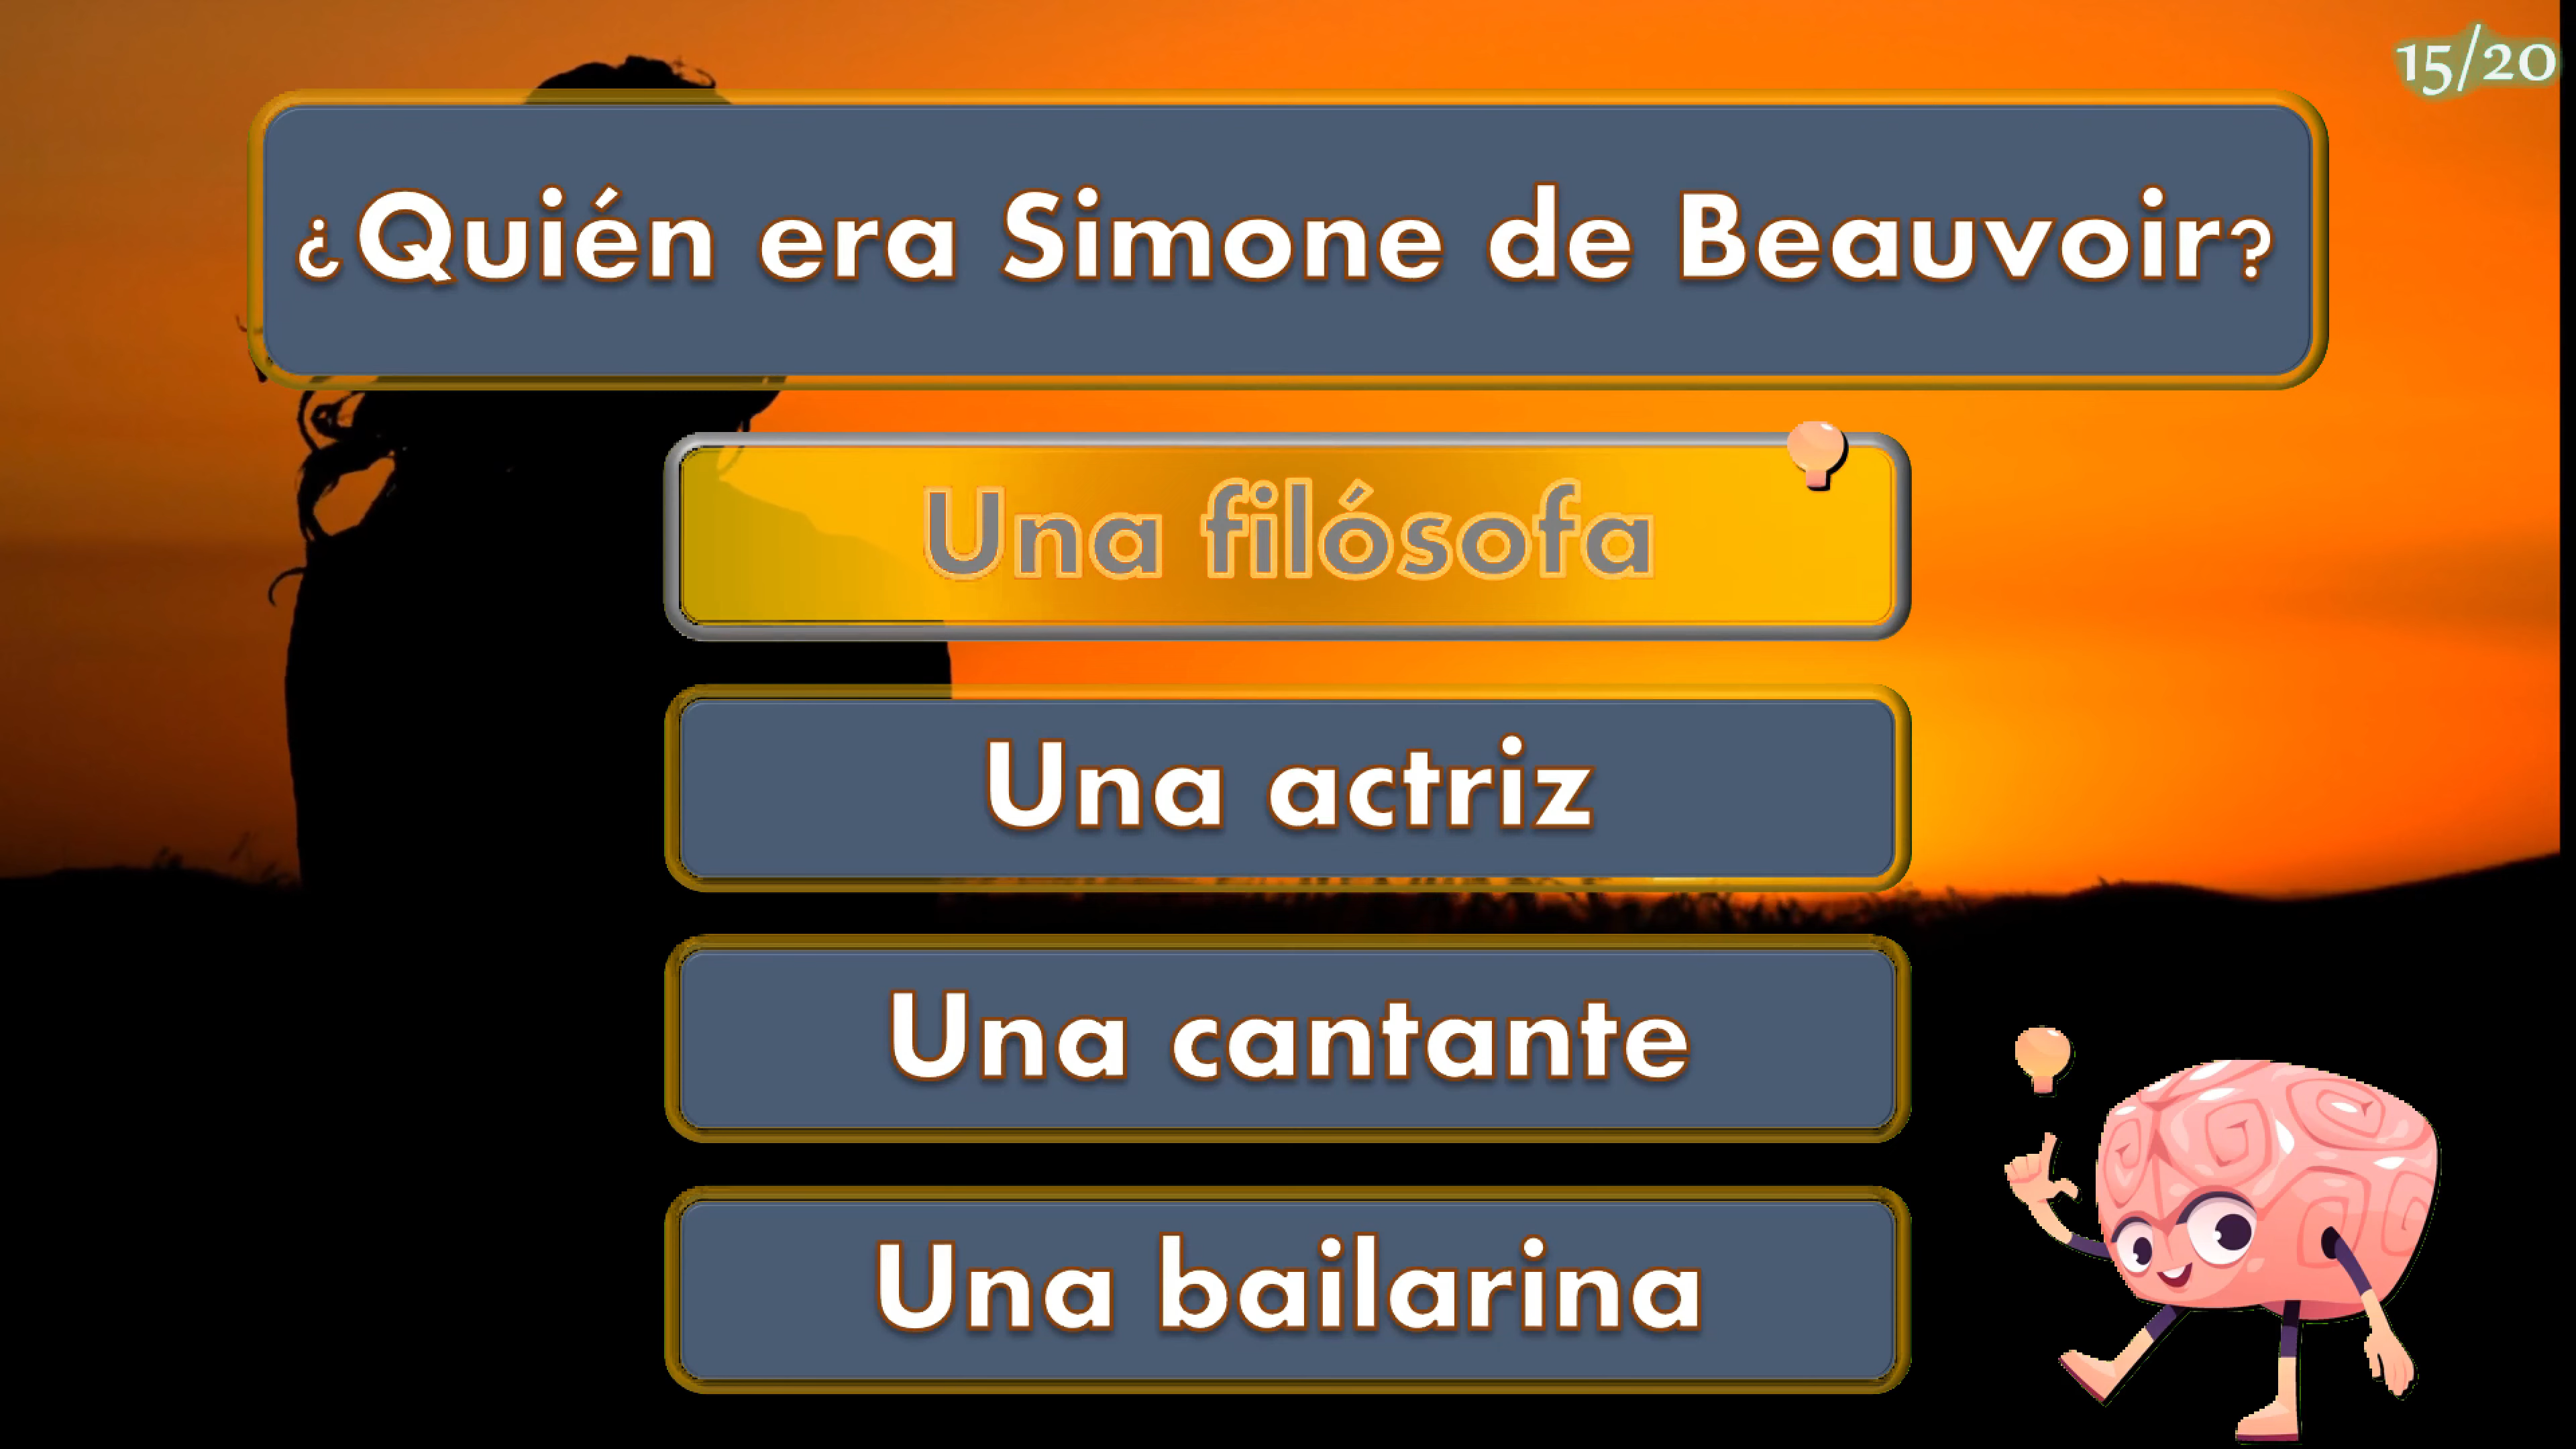 15/20
¿Quién era Simone de Beauvoir?
Una filósofa
Una actriz
Una cantante
Una bailarina